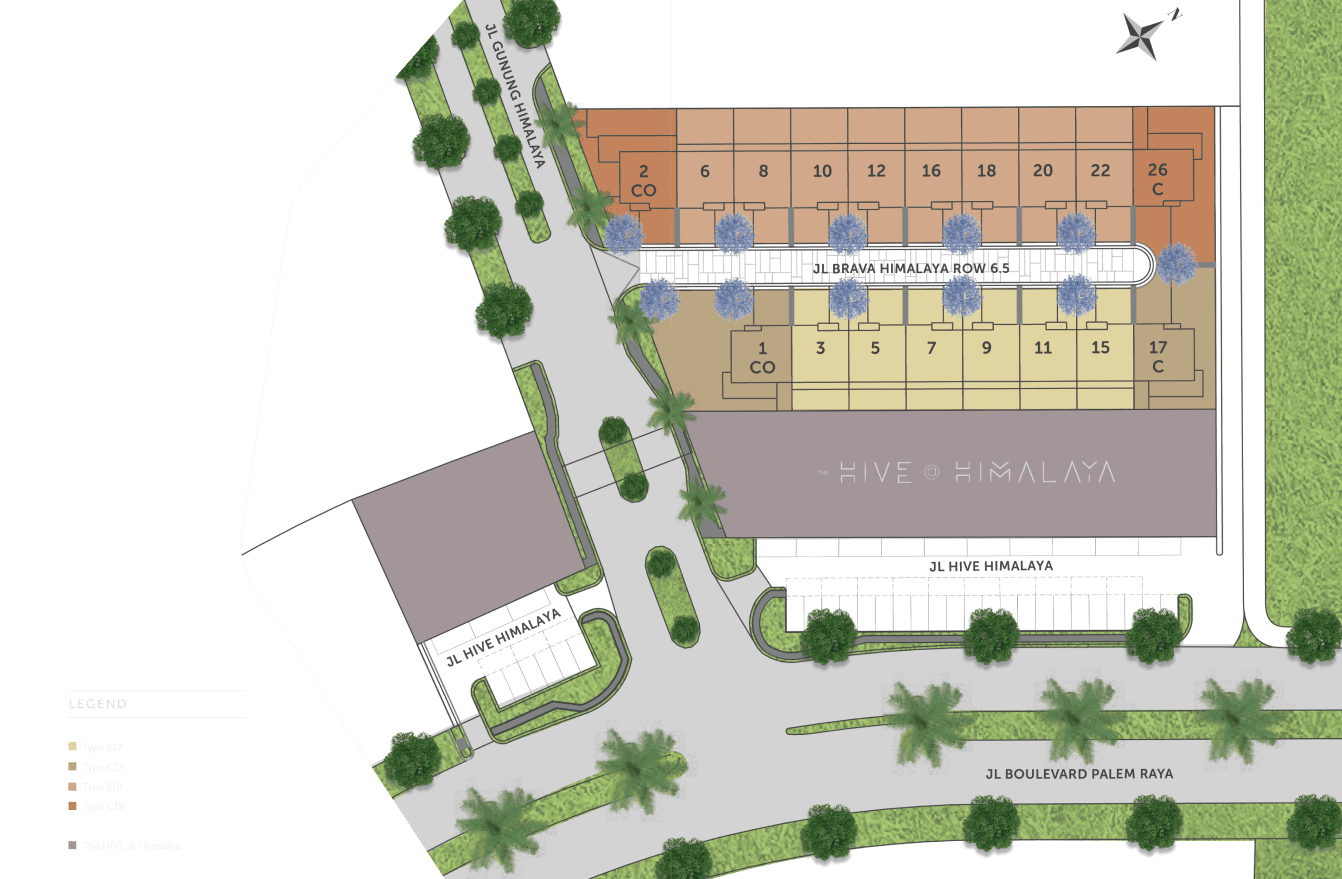 N
JL GUNUNG HIMALAYA
2
CO
6
8
10
12
16
18
20
22
26
C
JL BRAVA HIMALAYA ROW 6.5
1
CO
3
5
7
9
11
15
17
C
THE HIVE @ HIMALAYA
JL HIVE HIMALAYA
JL HIVE HIMALAYA
JL BOULEVARD PALEM RAYA
LEGEND
Type S17
Type C17
Type S19
Type C19
The HIVE @ Himalaya